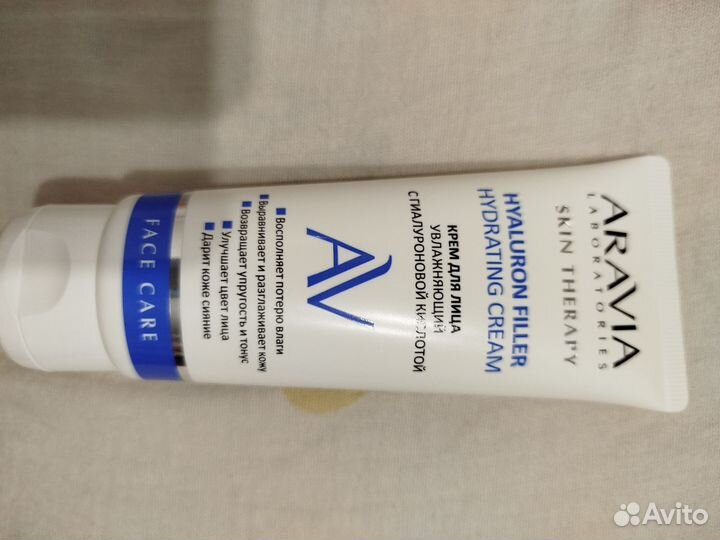 ARAVIA
LABORATORIES
SKIN THERAPY
HYALURON FILLER
HYDRATING CREAM
КРЕМ ДЛЯ ЛИЦА
УВЛАЖНЯЮЩИЙ
С ГИАЛУРОНОВОЙ КИСЛОТОЙ
AV
Восполняет потерю влаги
Выравнивает и разглаживает кожу
Возвращает упругость и тонус
Улучшает цвет лица
Дарит коже сияние
FACE CARE
Avito